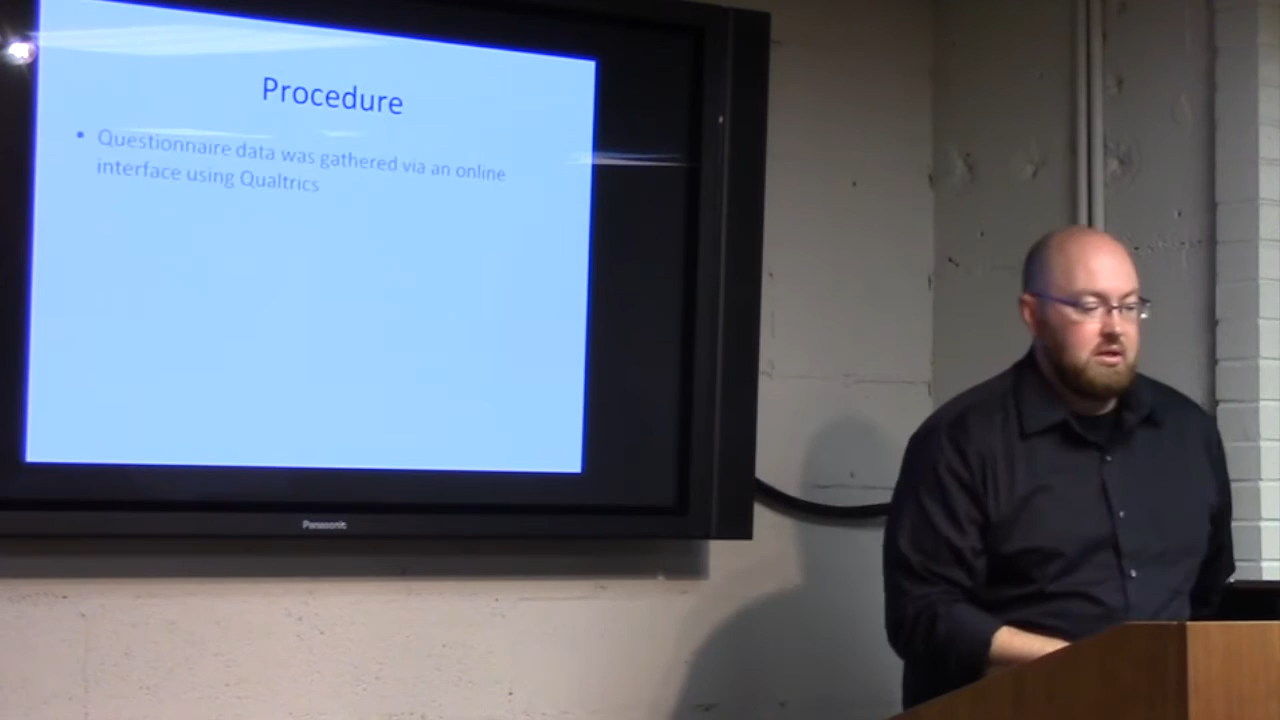 Procedure
• Questionnaire data was gathered via an online
interface using Qualtrics
Panasonic